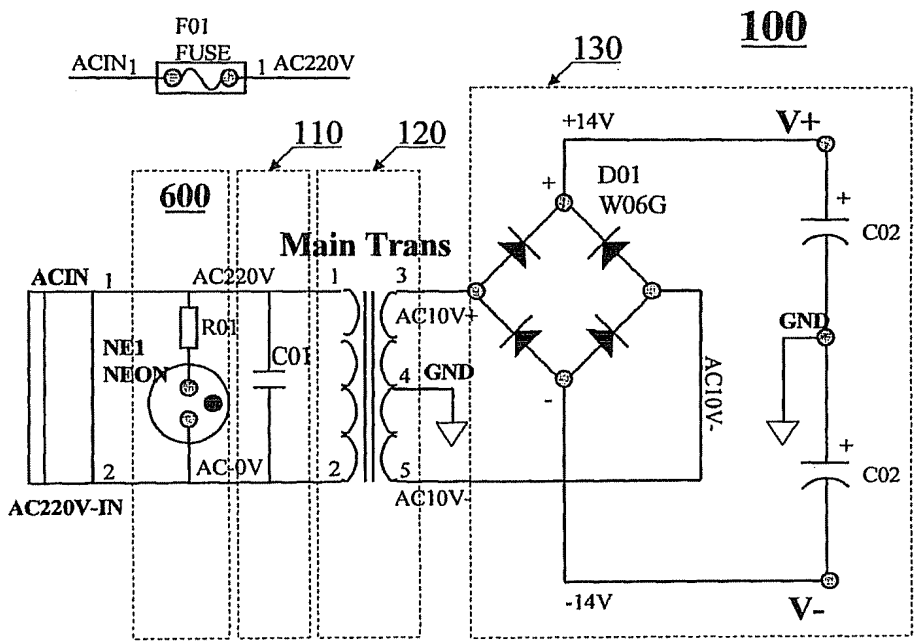 F01
FUSE
ACIN 1
1 AC220V
100
130
110
120
600
+14V
V+
+
D01
W06G
+
C02
Main Trans
ACIN
1
AC220V
1
3
AC10V+
R01
NE1
NEON
C01
4
GND
GND
AC10V-
-
+
C02
2
AC-0V
2
5
AC220V-IN
AC10V-
-14V
V-